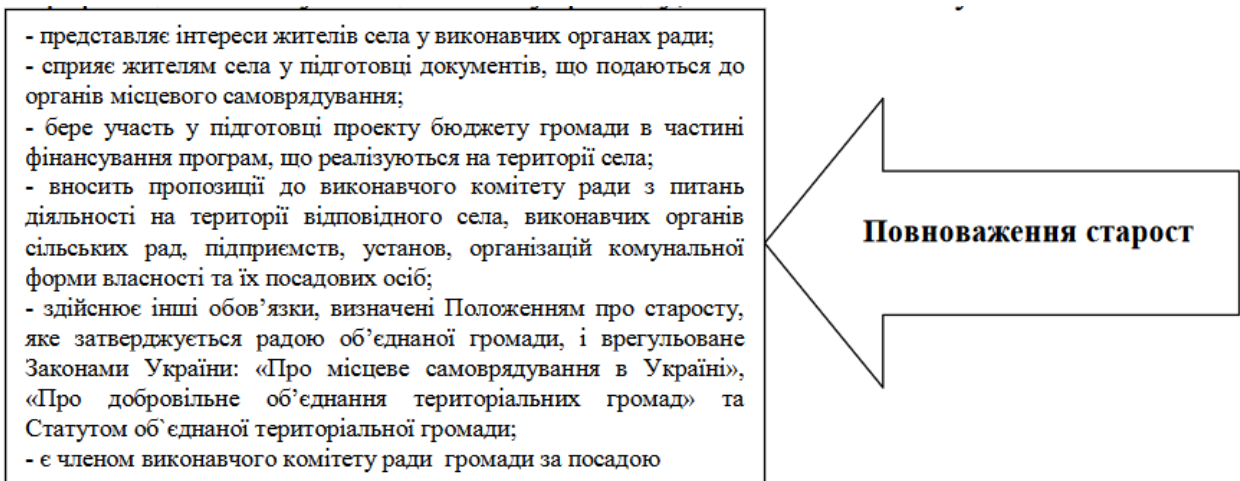 - представляє інтереси жителів села у виконавчих органах ради;
- сприяє жителям села у підготовці документів, що подаються до
органів місцевого самоврядування;
- бере участь у підготовці проекту бюджету громади в частині
фінансування програм, що реалізуються на території села;
- вносить пропозиції до виконавчого комітету ради з питань
діяльності на території відповідного села, виконавчих органів
сільських рад, підприємств, установ, організацій комунальної
форми власності та їх посадових осіб;
- здійснює інші обов’язки, визначені Положенням про старосту,
яке затверджується радою об’єднаної громади, і врегульоване
Законами України: «Про місцеве самоврядування в Україні»,
«Про добровільне об’єднання територіальних громад» та
Статутом об`єднаної територіальної громади;
- є членом виконавчого комітету ради громади за посадою
Повноваження старост